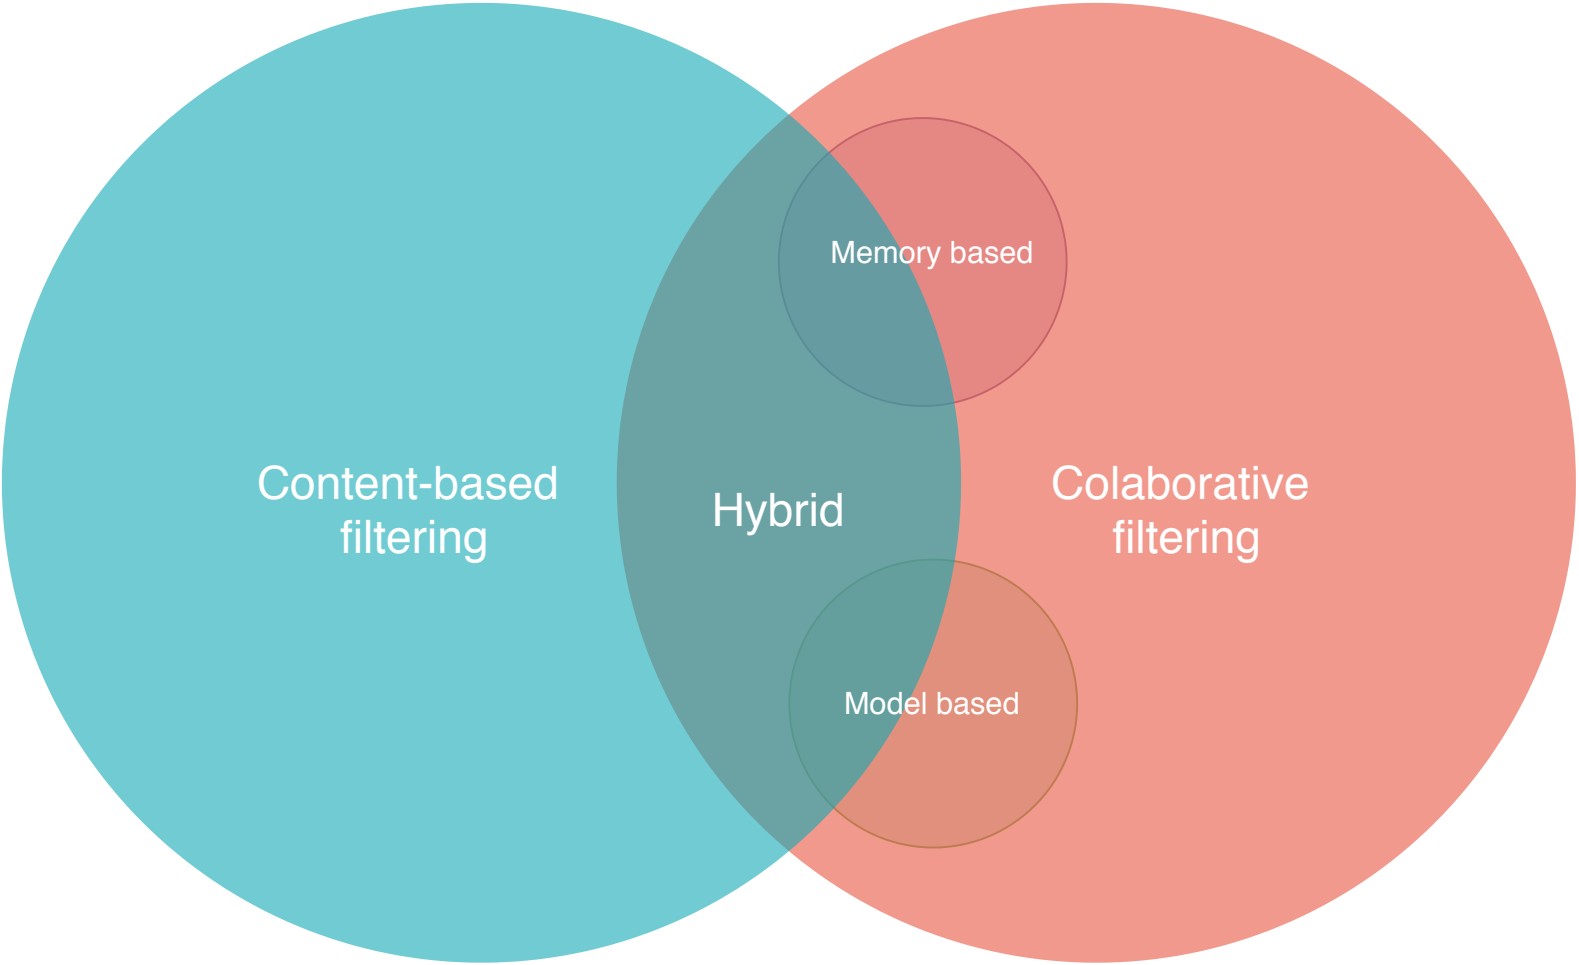 Memory based
Content-based
filtering
Hybrid
Colaborative
filtering
Model based